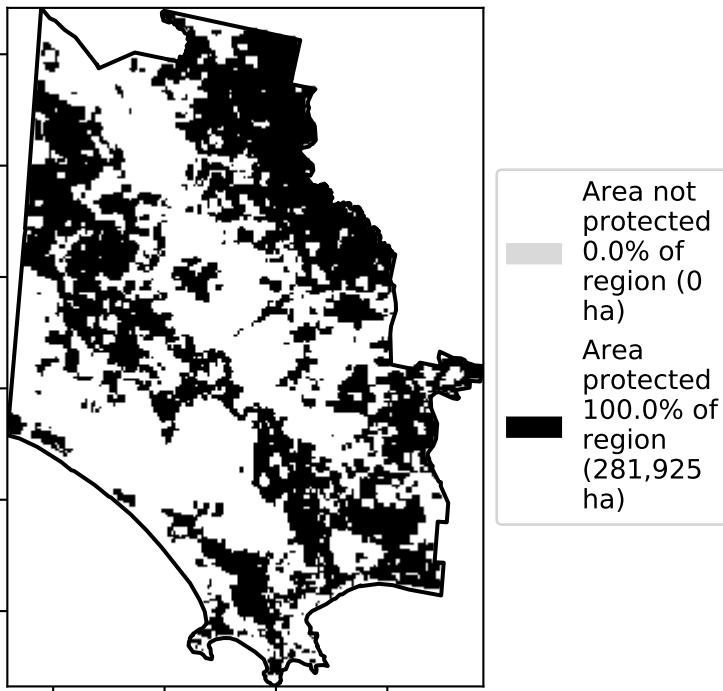 Area not
protected
0.0% of
region (0
ha)
Area
protected
100.0% of
region
(281,925
ha)